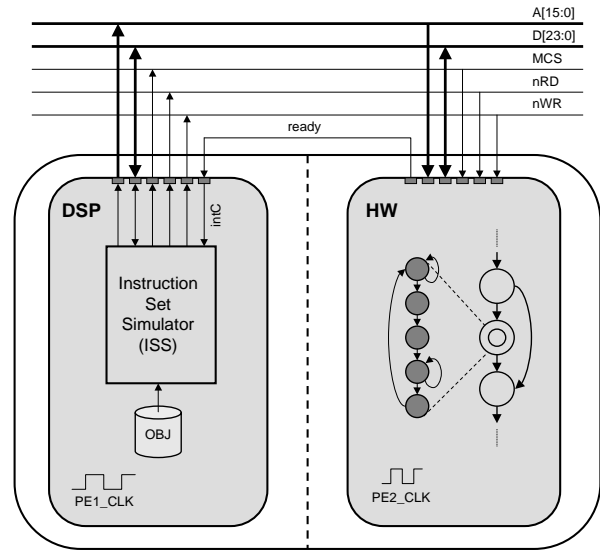 A[15:0]
D[23:0]
MCS
nRD
nWR
ready
DSP
intC
HW
Instruction
Set
Simulator
(ISS)
OBJ
PE1_CLK
PE2_CLK